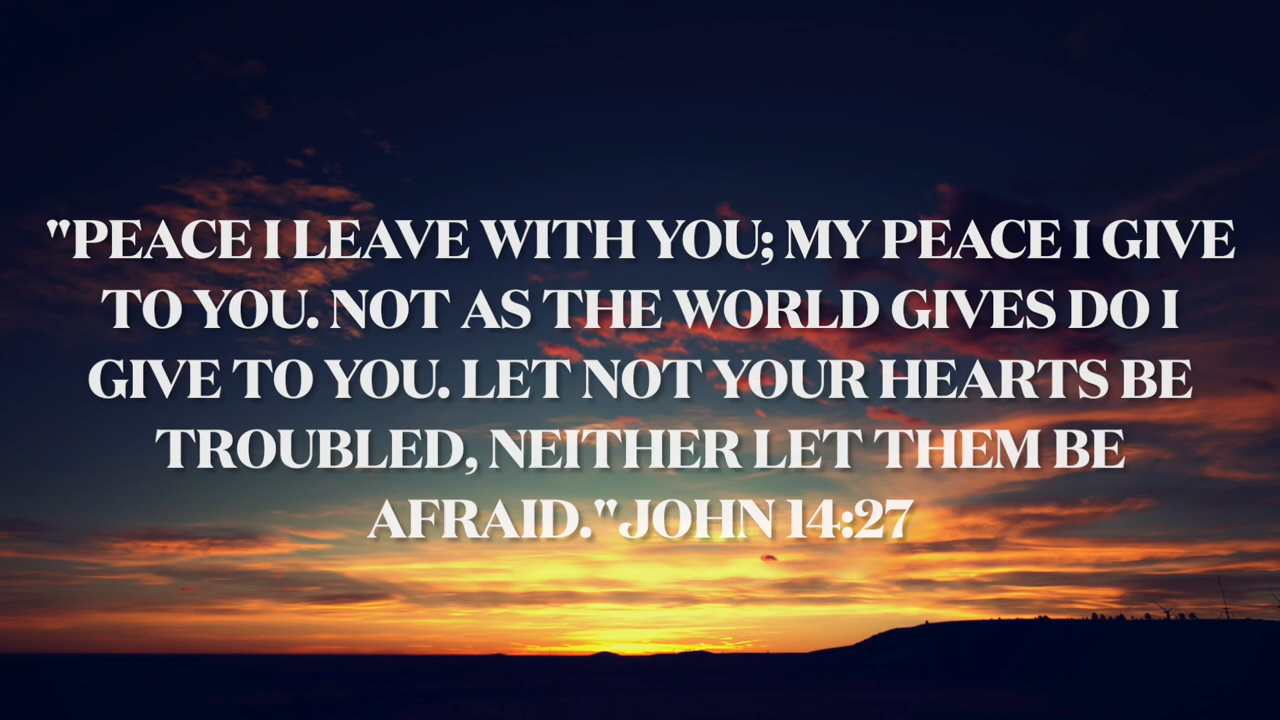 "PEACE I LEAVE WITH YOU; MY PEACE I GIVE
TO YOU. NOT AS THE WORLD GIVES DO I
GIVE TO YOU. LET NOT YOUR HEARTS BE
TROUBLED, NEITHER LET THEM BE
AFRAID."JOHN 14:27